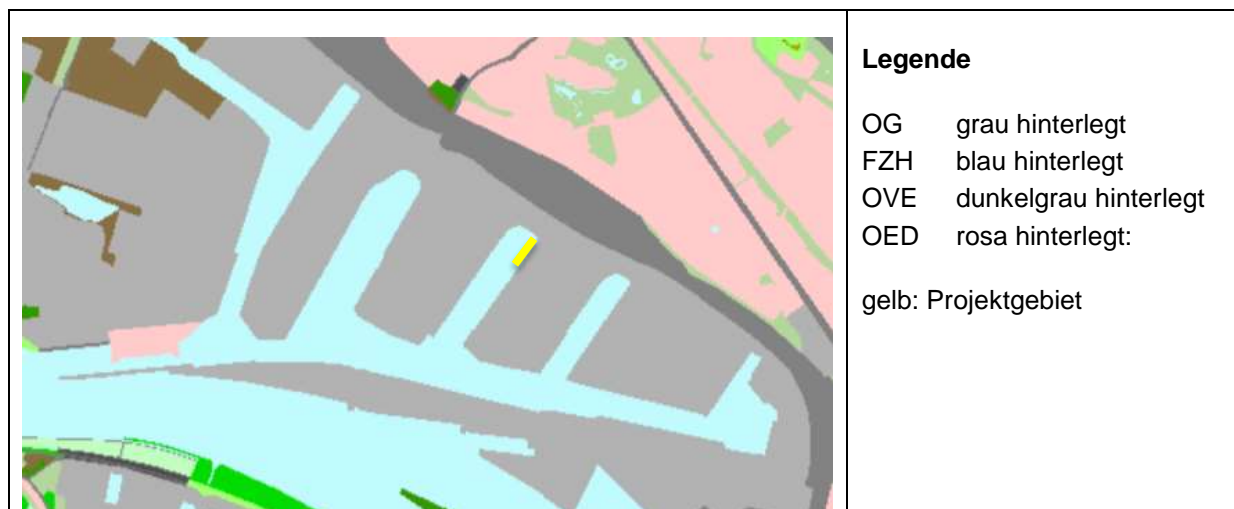 Legende
OG grau hinterlegt
FZH blau hinterlegt
OVE dunkelgrau hinterlegt
OED rosa hinterlegt:
gelb: Projektgebiet